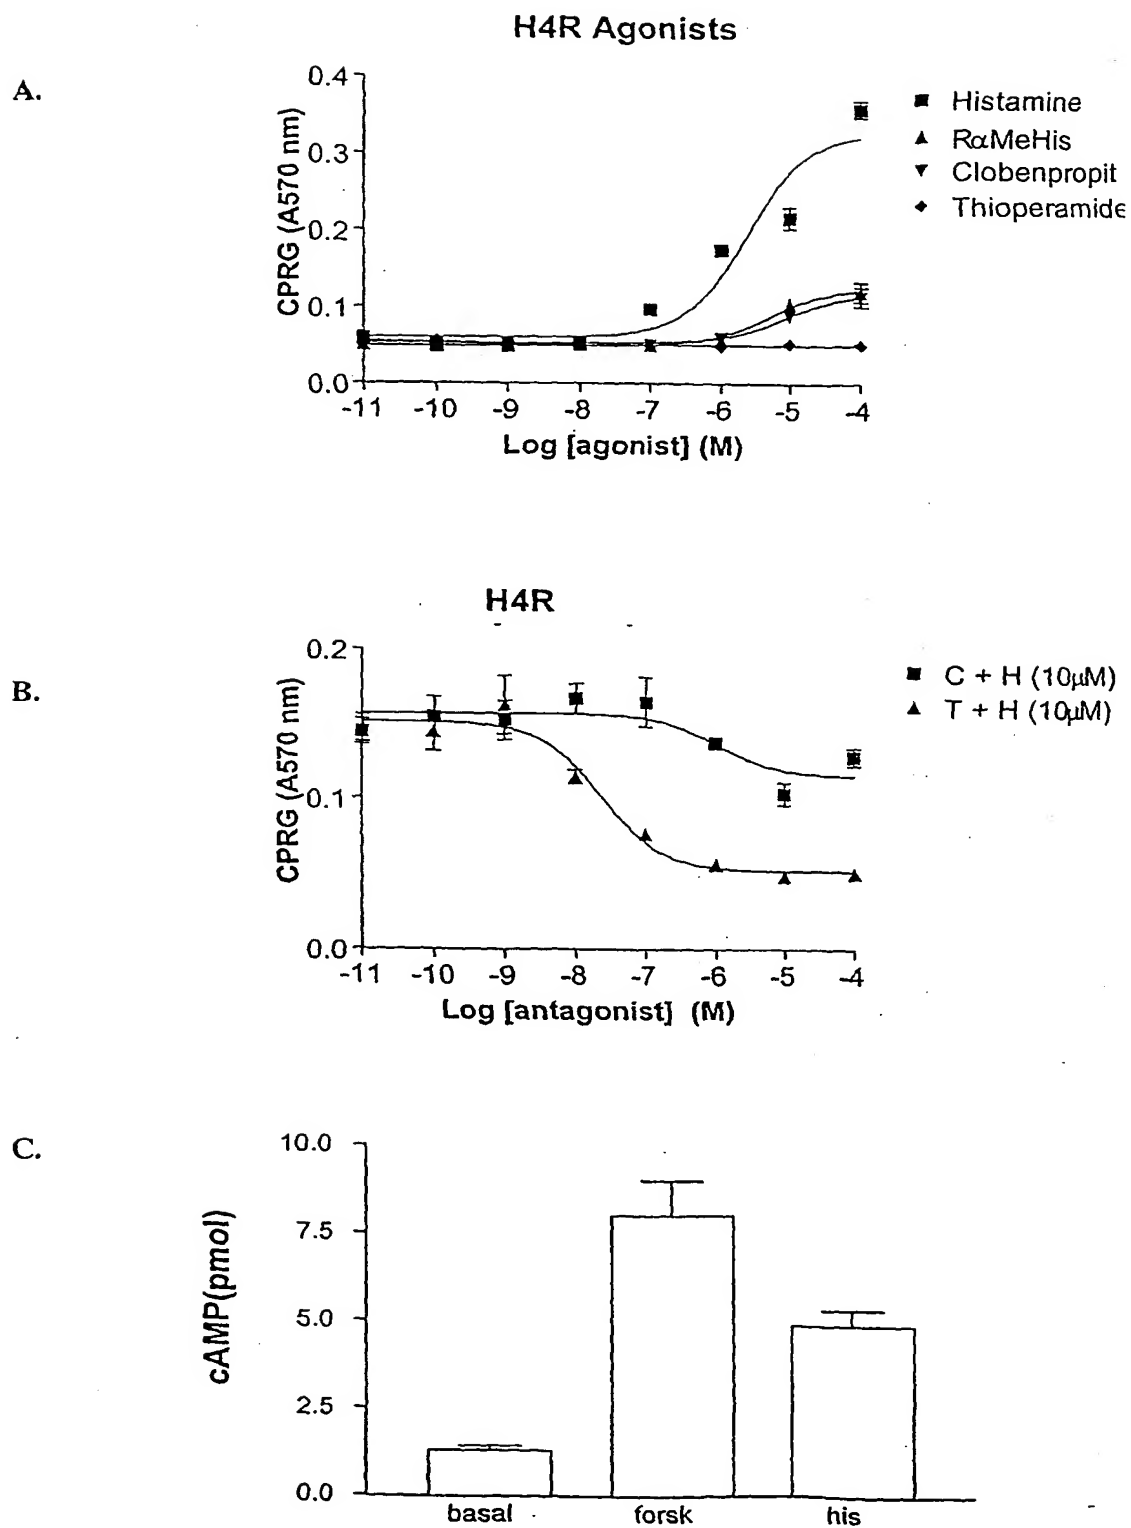 H4R Agonists
A.
CPRG (A570 nm)
0.4
0.3
0.2
0.1
0.0
-11 -10 -9 -8 -7 -6 -5 -4
Log [agonist] (M)
Histamine
RαMeHis
Clobenpropit
Thioperamide
H4R
B.
CPRG (A570 nm)
0.2
0.1
0.0
-11 -10 -9 -8 -7 -6 -5 -4
Log [antagonist] (M)
C + H (10µM)
T + H (10µM)
C.
cAMP(pmol)
10.0
7.5
5.0
2.5
0.0
basal forsk his